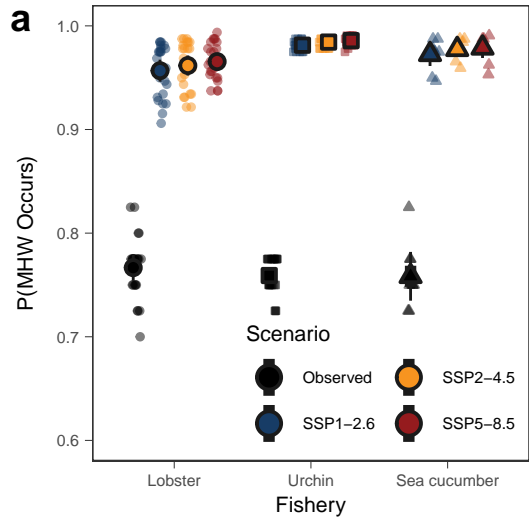 a
P(MHW Occurs)
1.0
0.9
0.8
0.7
0.6
Scenario
Observed
SSP2−4.5
SSP1−2.6
SSP5−8.5
Lobster
Urchin
Sea cucumber
Fishery